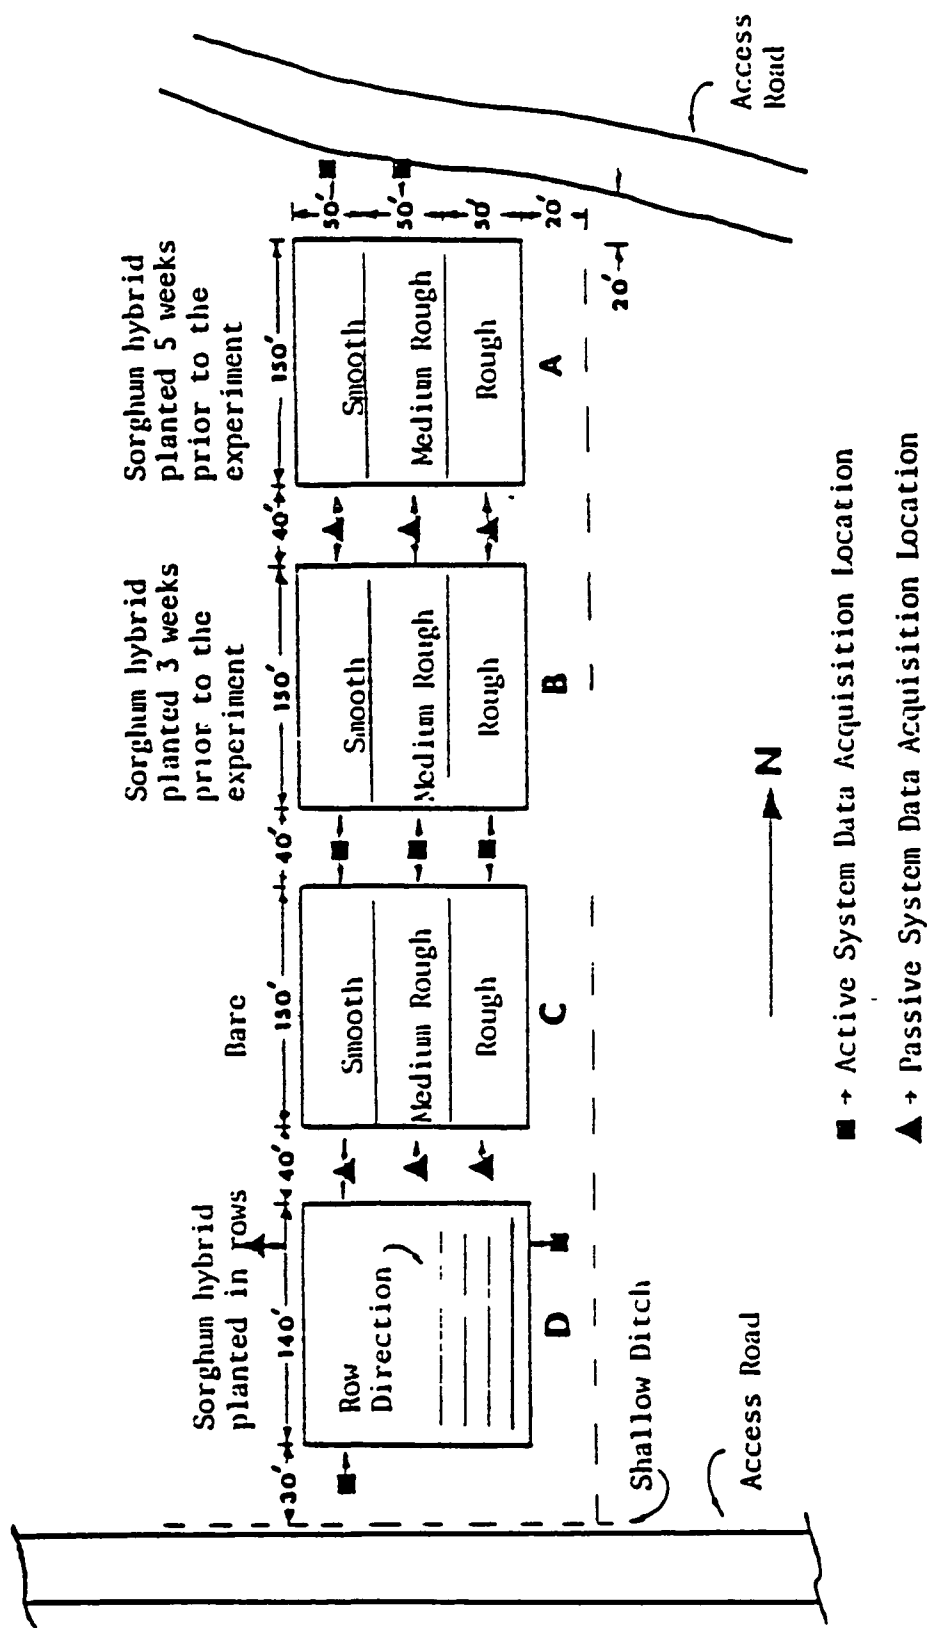 Sorghum hybrid
planted in rows
Bare
Sorghum hybrid
planted 3 weeks
prior to the
experiment
Sorghum hybrid
planted 5 weeks
prior to the
experiment
30'
140'
40'
150'
40'
150'
40'
150'
Row
Direction
D
Smooth
Medium Rough
Rough
C
Smooth
Medium Rough
Rough
B
Smooth
Medium Rough
Rough
A
50'
50'
50'
20'
20'
Shallow Ditch
Access Road
Access
Road
N
■ → Active System Data Acquisition Location
▲ → Passive System Data Acquisition Location